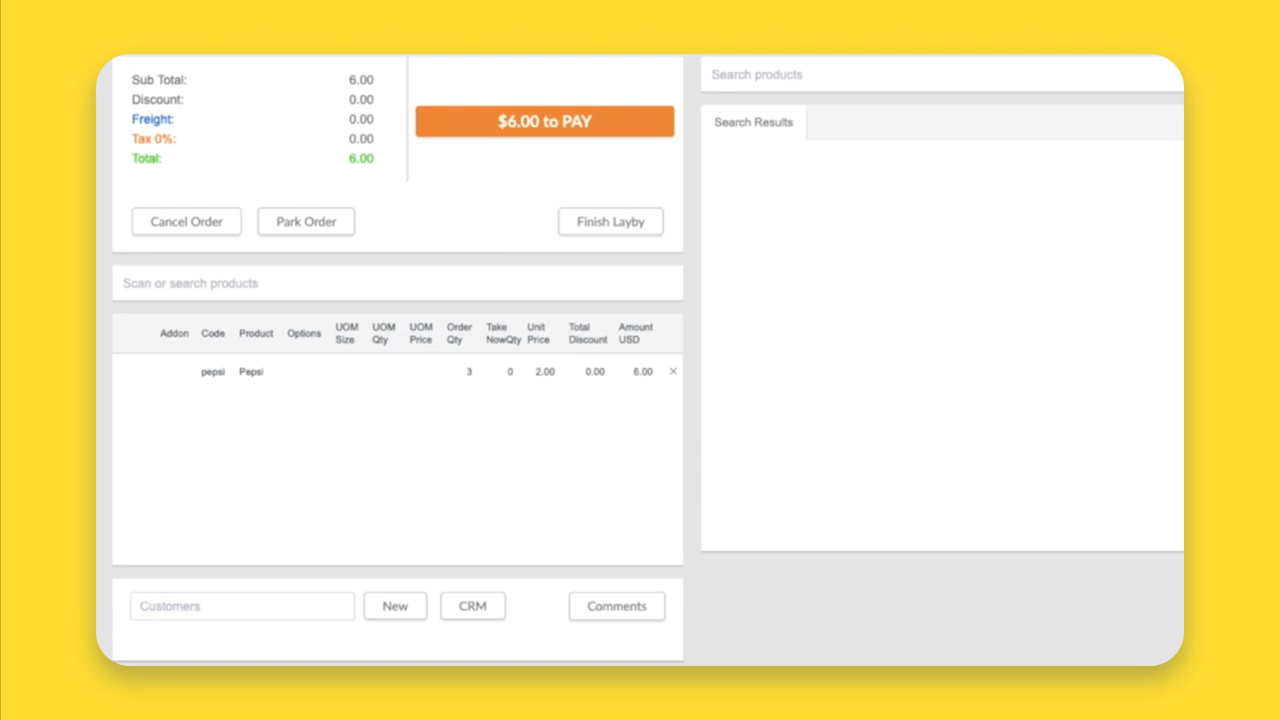 Sub Total: 6.00
Discount: 0.00
Freight: 0.00
Tax 0%: 0.00
Total: 6.00
$6.00 to PAY
Cancel Order Park Order Finish Layby
Scan or search products
Addon Code Product Options UOM Size UOM Qty UOM Price Order Qty Take NowQty Unit Price Total Discount Amount USD
pepsi Pepsi 3 0 2.00 0.00 6.00 ×
Customers New CRM Comments
Search products
Search Results